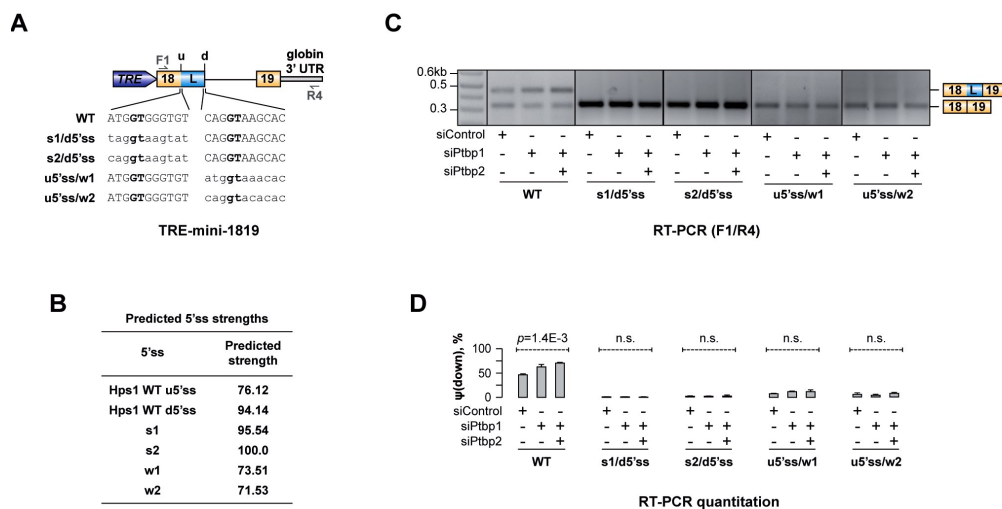 A
F1
u
d
globin
3' UTR
TRE
18
L
19
R4
WT ATGGTGGGTGT CAGGTAAGCAC
s1/d5'ss taggtaagtat CAGGTAAGCAC
s2/d5'ss caggtaagtat CAGGTAAGCAC
u5'ss/w1 ATGGTGGGTGT atggtaagcac
u5'ss/w2 ATGGTGGGTGT caggtacacac
TRE-mini-1819
B
Predicted 5'ss strengths
5'ss Predicted strength
Hps1 WT u5'ss 76.12
Hps1 WT d5'ss 94.14
s1 95.54
s2 100.0
w1 73.51
w2 71.53
C
0.6kb
0.5
0.3
18 L 19
18 19
siControl + - - + - - + - - + - - + - -
siPtbp1 - + + - + + - + + - + + - + +
siPtbp2 - - + - - + - - + - - + - - +
WT s1/d5'ss s2/d5'ss u5'ss/w1 u5'ss/w2
RT-PCR (F1/R4)
D
ψ(down), %
100
50
0
p=1.4E-3 n.s. n.s. n.s. n.s.
siControl + - - + - - + - - + - - + - -
siPtbp1 - + + - + + - + + - + + - + +
siPtbp2 - - + - - + - - + - - + - - +
WT s1/d5'ss s2/d5'ss u5'ss/w1 u5'ss/w2
RT-PCR quantitation